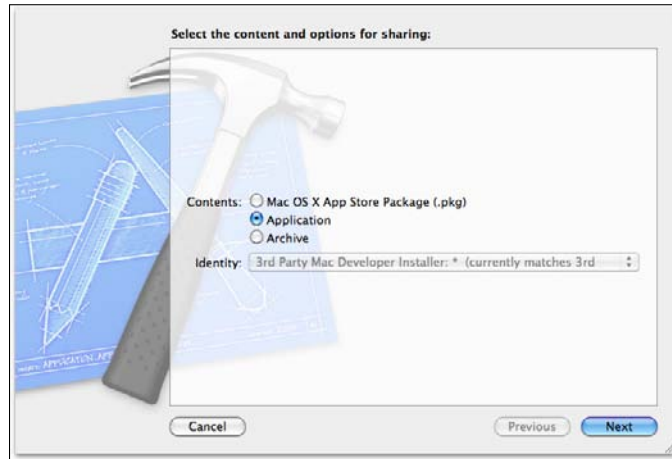 Select the content and options for sharing:
Contents: Mac OS X App Store Package (.pkg)
Application
Archive
Identity: 3rd Party Mac Developer Installer: * (currently matches 3rd
APPLICATION
Cancel Previous Next